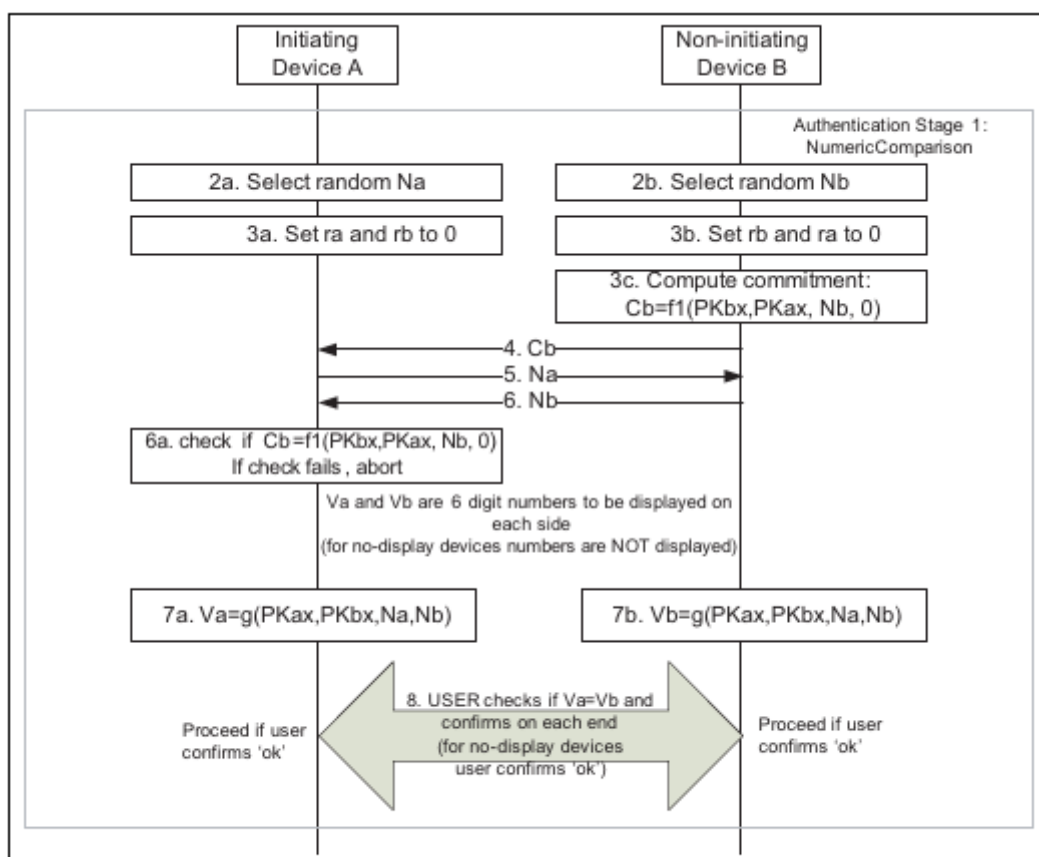 Initiating
Device A
Non-initiating
Device B
Authentication Stage 1:
NumericComparison
2a. Select random Na
2b. Select random Nb
3a. Set ra and rb to 0
3b. Set rb and ra to 0
3c. Compute commitment:
Cb=f1(PKbx,PKax, Nb, 0)
4. Cb
5. Na
6. Nb
6a. check if Cb=f1(PKbx,PKax, Nb, 0)
If check fails, abort
Va and Vb are 6 digit numbers to be displayed on
each side
(for no-display devices numbers are NOT displayed)
7a. Va=g(PKax,PKbx,Na,Nb)
7b. Vb=g(PKax,PKbx,Na,Nb)
8. USER checks if Va=Vb and
confirms on each end
(for no-display devices
user confirms 'ok')
Proceed if user
confirms 'ok'
Proceed if user
confirms 'ok'